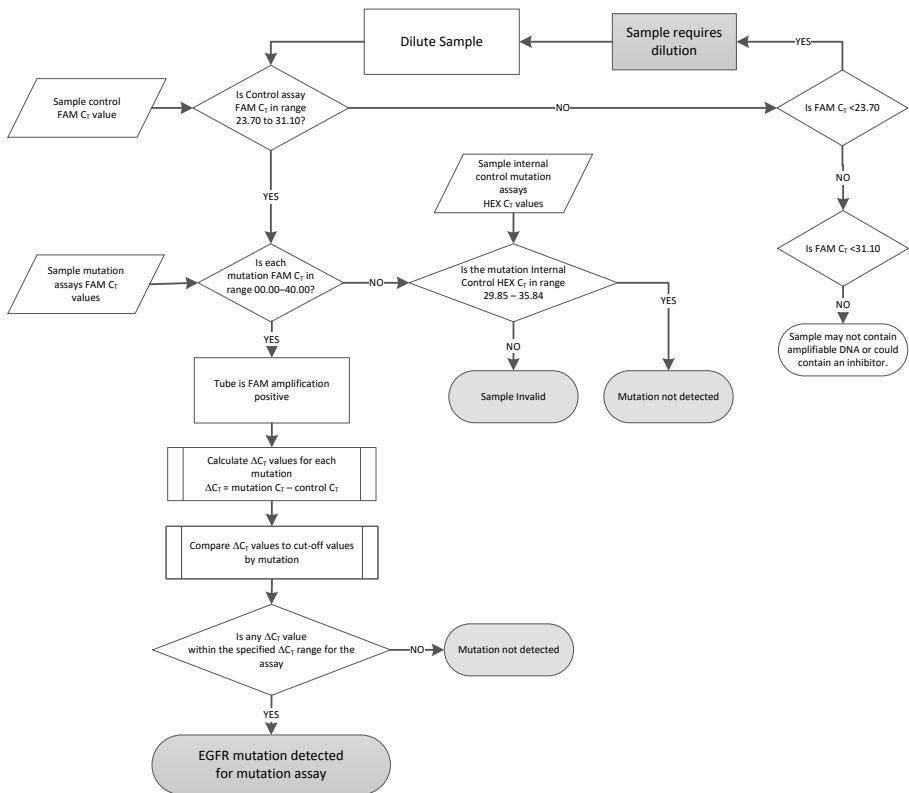 Dilute Sample
Sample requires
dilution
YES
Sample control
FAM CT value
Is Control assay
FAM CT in range
23.70 to 31.10?
NO
Is FAM CT <23.70
YES
Sample internal
control mutation
assays
HEX CT values
NO
Sample mutation
assays FAM CT
values
Is each
mutation FAM CT in
range 00.00–40.00?
NO
Is the mutation Internal
Control HEX CT in range
29.85 – 35.84
Is FAM CT <31.10
YES
NO
YES
NO
Tube is FAM amplification
positive
Sample Invalid
Mutation not detected
Sample may not contain
amplifiable DNA or could
contain an inhibitor.
Calculate ΔCT values for each
mutation
ΔCT = mutation CT – control CT
Compare ΔCT values to cut-off values
by mutation
Is any ΔCT value
within the specified ΔCT range for the
assay
NO
Mutation not detected
YES
EGFR mutation detected
for mutation assay